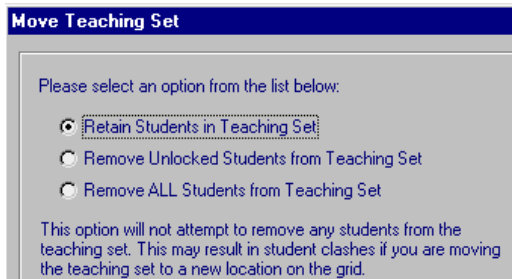 Move Teaching Set
Please select an option from the list below:
Retain Students in Teaching Set
Remove Unlocked Students from Teaching Set
Remove ALL Students from Teaching Set
This option will not attempt to remove any students from the
teaching set. This may result in student clashes if you are moving
the teaching set to a new location on the grid.